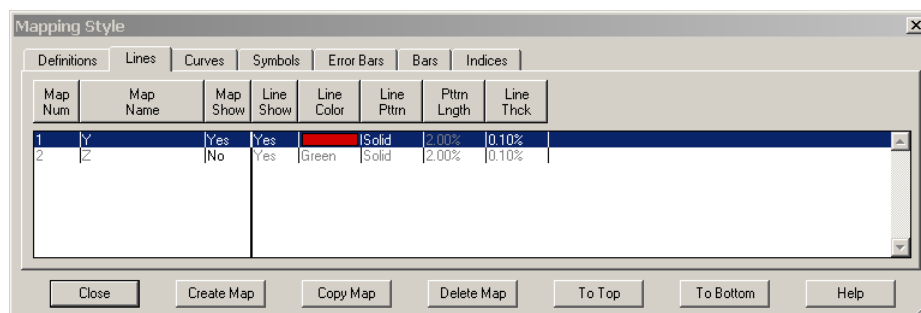 Mapping Style
Definitions Lines Curves Symbols Error Bars Bars Indices
Map Num Map Name Map Show Line Show Line Color Line Pttrn Pttrn Lngth Line Thck
1 Y Yes Yes Solid 2.00% 0.10%
2 Z No Yes Green Solid 2.00% 0.10%
Close Create Map Copy Map Delete Map To Top To Bottom Help